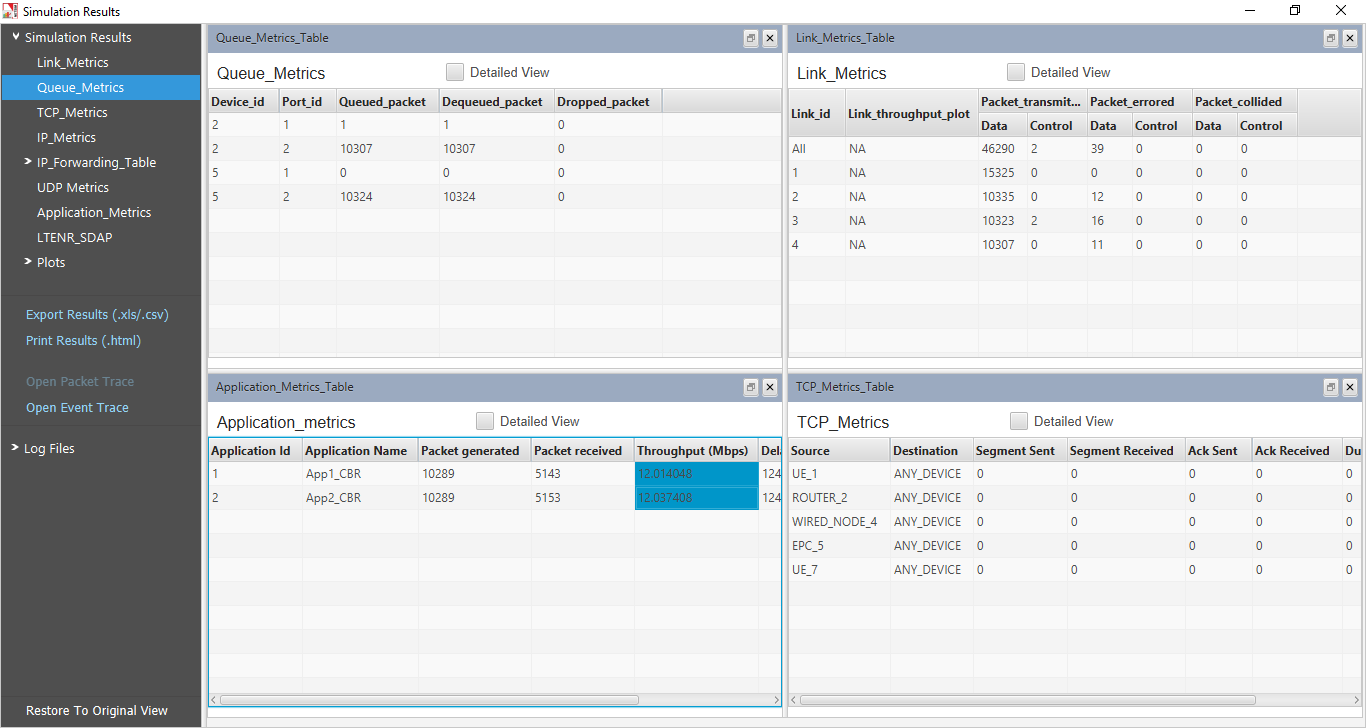 Simulation Results
Simulation Results
Link_Metrics
Queue_Metrics
TCP_Metrics
IP_Metrics
IP_Forwarding_Table
UDP Metrics
Application_Metrics
LTENR_SDAP
Plots
Export Results (.xls/.csv)
Print Results (.html)
Open Packet Trace
Open Event Trace
Log Files
Restore To Original View
Queue_Metrics_Table
Queue_Metrics Detailed View
Device_id Port_id Queued_packet Dequeued_packet Dropped_packet
2 1 1 1 0
2 2 10307 10307 0
5 1 0 0 0
5 2 10324 10324 0
Link_Metrics_Table
Link_Metrics Detailed View
Link_id Link_throughput_plot Packet_transmit... Packet_errored Packet_collided
Data Control Data Control Data Control
All NA 46290 2 39 0 0 0
1 NA 15325 0 0 0 0 0
2 NA 10335 0 12 0 0 0
3 NA 10323 2 16 0 0 0
4 NA 10307 0 11 0 0 0
Application_Metrics_Table
Application_metrics Detailed View
Application Id Application Name Packet generated Packet received Throughput (Mbps) Del
1 App1_CBR 10289 5143 12.014048 124
2 App2_CBR 10289 5153 12.037408 124
TCP_Metrics_Table
TCP_Metrics Detailed View
Source Destination Segment Sent Segment Received Ack Sent Ack Received Du
UE_1 ANY_DEVICE 0 0 0 0 0
ROUTER_2 ANY_DEVICE 0 0 0 0 0
WIRED_NODE_4 ANY_DEVICE 0 0 0 0 0
EPC_5 ANY_DEVICE 0 0 0 0 0
UE_7 ANY_DEVICE 0 0 0 0 0